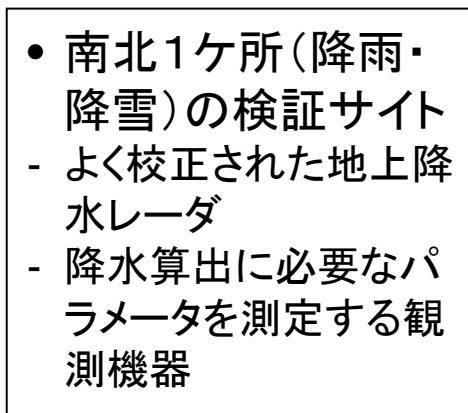 • 南北1ケ所(降雨・
降雪)の検証サイト
- よく校正された地上降
水レーダ
- 降水算出に必要なパ
ラメータを測定する観
測機器